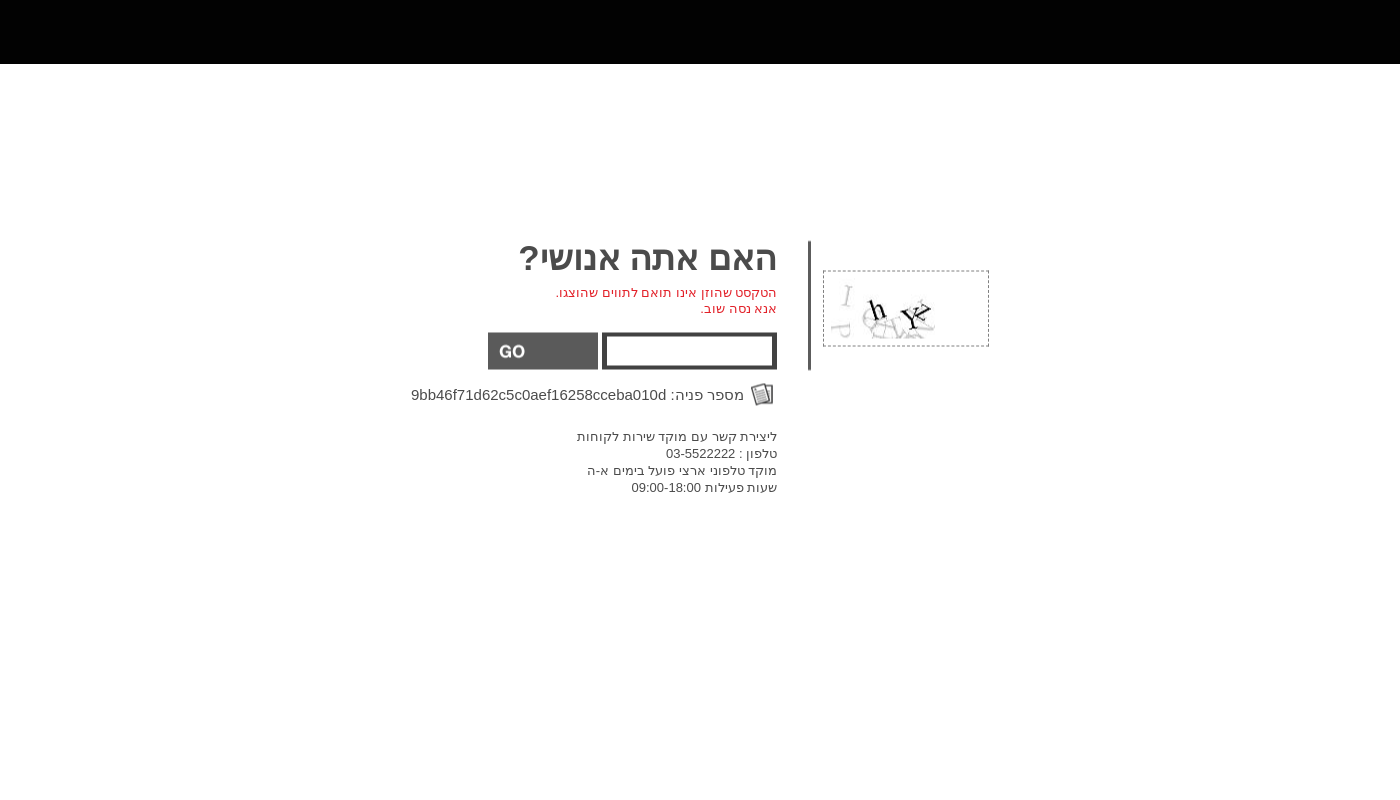 האם אתה אנושי?
הטקסט שהוזן אינו תואם לתווים שהוצגו.
אנא נסה שוב.
GO
מספר פניה: 9bb46f71d62c5c0aef16258cceba010d
ליצירת קשר עם מוקד שירות לקוחות
טלפון : 03-5522222
מוקד טלפוני ארצי פועל בימים א-ה
שעות פעילות 09:00-18:00